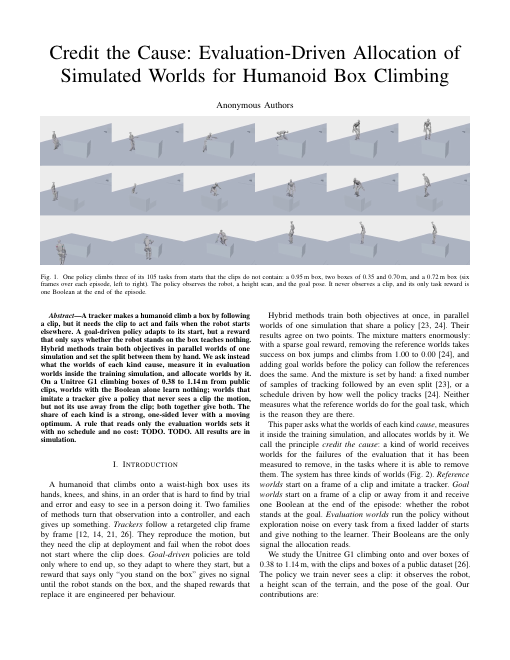 Credit the Cause: Evaluation-Driven Allocation of
Simulated Worlds for Humanoid Box Climbing
Anonymous Authors
Fig. 1. One policy climbs three of its 105 tasks from starts that the clips do not contain: a 0.95 m box, two boxes of 0.35 and 0.70 m, and a 0.72 m box (six
frames over each episode, left to right). The policy observes the robot, a height scan, and the goal pose. It never observes a clip, and its only task reward is
one Boolean at the end of the episode.
Abstract—A tracker makes a humanoid climb a box by following
a clip, but it needs the clip to act and fails when the robot starts
elsewhere. A goal-driven policy adapts to its start, but a reward
that only says whether the robot stands on the box teaches nothing.
Hybrid methods train both objectives in parallel worlds of one
simulation and set the split between them by hand. We ask instead
what the worlds of each kind cause, measure it in evaluation
worlds inside the training simulation, and allocate worlds by it.
On a Unitree G1 climbing boxes of 0.38 to 1.14 m from public
clips, worlds with the Boolean alone learn nothing; worlds that
imitate a tracker give a policy that never sees a clip the motion,
but not its use away from the clip; both together give both. The
share of each kind is a strong, one-sided lever with a moving
optimum. A rule that reads only the evaluation worlds sets it
with no schedule and no cost: TODO. TODO. All results are in
simulation.
I. INTRODUCTION
A humanoid that climbs onto a waist-high box uses its
hands, knees, and shins, in an order that is hard to find by trial
and error and easy to see in a person doing it. Two families
of methods turn that observation into a controller, and each
gives up something. Trackers follow a retargeted clip frame
by frame [12, 14, 21, 26]. They reproduce the motion, but
they need the clip at deployment and fail when the robot does
not start where the clip does. Goal-driven policies are told
only where to end up, so they adapt to where they start, but a
reward that says only “you stand on the box” gives no signal
until the robot stands on the box, and the shaped rewards that
replace it are engineered per behaviour.
Hybrid methods train both objectives at once, in parallel
worlds of one simulation that share a policy [23, 24]. Their
results agree on two points. The mixture matters enormously:
with a sparse goal reward, removing the reference worlds takes
success on box jumps and climbs from 1.00 to 0.00 [24], and
adding goal worlds before the policy can follow the references
does the same. And the mixture is set by hand: a fixed number
of samples of tracking followed by an even split [23], or a
schedule driven by how well the policy tracks [24]. Neither
measures what the reference worlds do for the goal task, which
is the reason they are there.
This paper asks what the worlds of each kind cause, measures
it inside the training simulation, and allocates worlds by it. We
call the principle credit the cause: a kind of world receives
worlds for the failures of the evaluation that it has been
measured to remove, in the tasks where it is able to remove
them. The system has three kinds of worlds (Fig. 2). Reference
worlds start on a frame of a clip and imitate a tracker. Goal
worlds start on a frame of a clip or away from it and receive
one Boolean at the end of the episode: whether the robot
stands at the goal. Evaluation worlds run the policy without
exploration noise on every task from a fixed ladder of starts
and give nothing to the learner. Their Booleans are the only
signal the allocation reads.
We study the Unitree G1 climbing onto and over boxes of
0.38 to 1.14 m, with the clips and boxes of a public dataset [26].
The policy we train never sees a clip: it observes the robot,
a height scan of the terrain, and the pose of the goal. Our
contributions are: